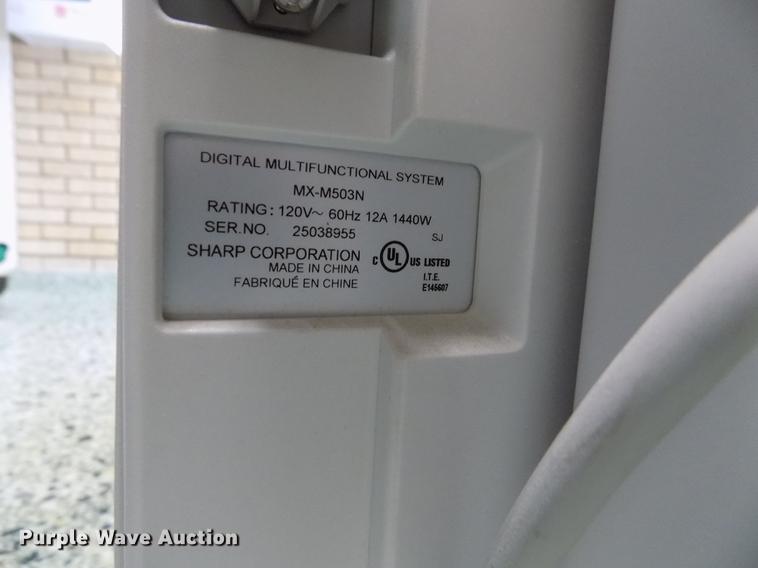 DIGITAL MULTIFUNCTIONAL SYSTEM
MX-M503N
RATING: 120V~ 60Hz 12A 1440W
SER.NO. 25038955
SJ
SHARP CORPORATION
MADE IN CHINA
FABRIQUÉ EN CHINE
C UL US LISTED
I.T.E.
E145607
Purple Wave Auction